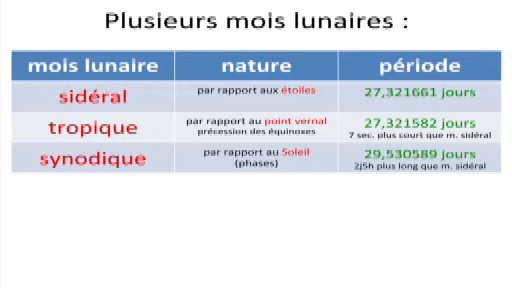 Plusieurs mois lunaires :
mois lunaire nature période
sidéral par rapport aux étoiles 27,321661 jours
tropique par rapport au point vernal 27,321582 jours
précession des équinoxes 7 sec. plus court que m. sidéral
synodique par rapport au Soleil 29,530589 jours
(phases) 2j5h plus long que m. sidéral